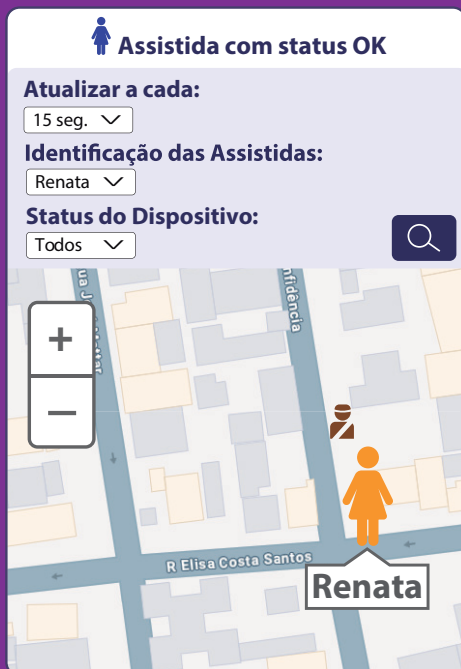 Assistida com status OK
Atualizar a cada:
15 seg.
Identificação das Assistidas:
Renata
Status do Dispositivo:
Todos
+
−
nfidência
R Elisa Costa Santos
Renata